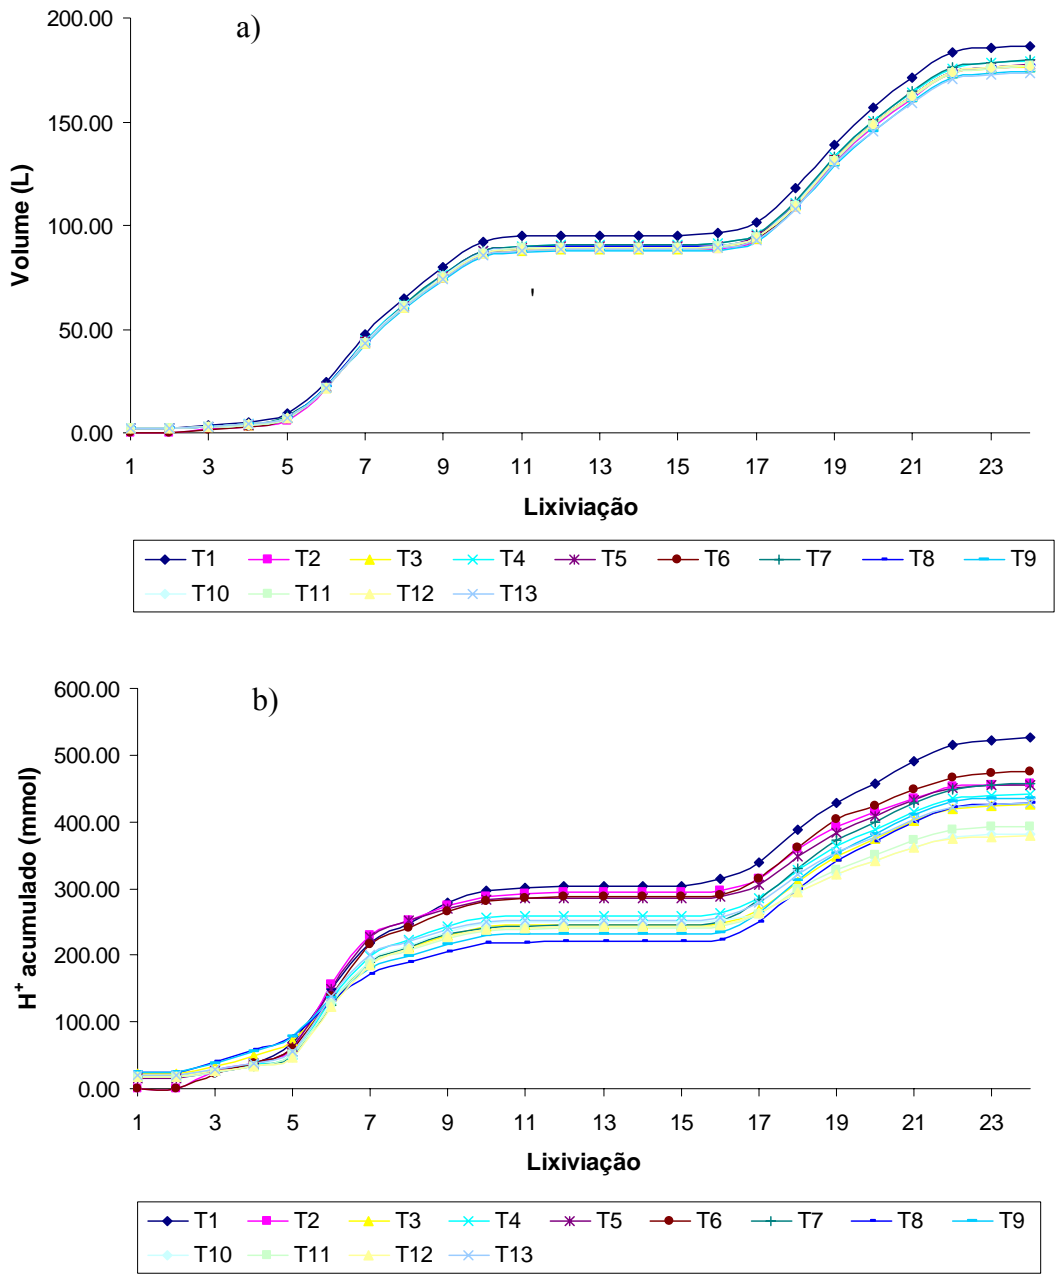 a)
200.00
150.00
100.00
50.00
0.00
Volume (L)
1 3 5 7 9 11 13 15 17 19 21 23
Lixiviação
T1 T2 T3 T4 T5 T6 T7 T8 T9
T10 T11 T12 T13
b)
600.00
500.00
400.00
300.00
200.00
100.00
0.00
H⁺ acumulado (mmol)
1 3 5 7 9 11 13 15 17 19 21 23
Lixiviação
T1 T2 T3 T4 T5 T6 T7 T8 T9
T10 T11 T12 T13